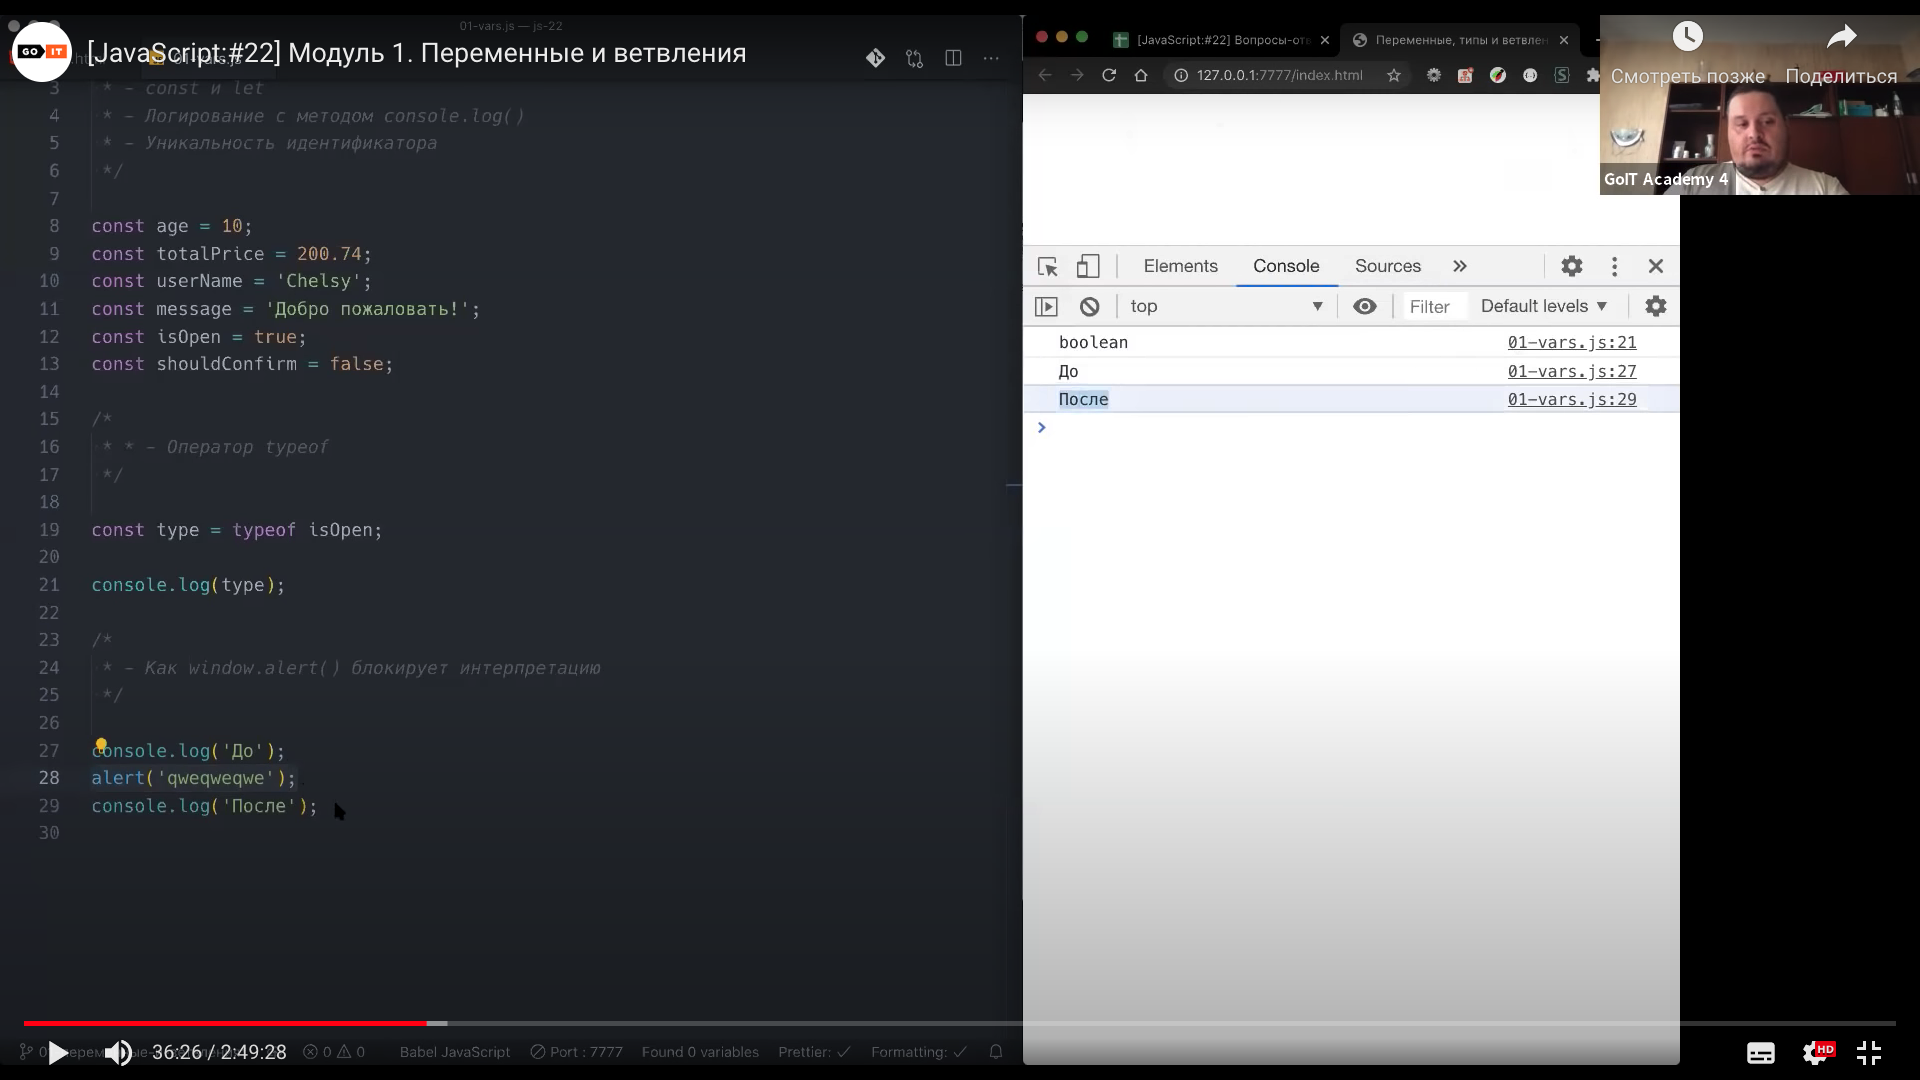 01-vars.js — js-22
GO IT
[JavaScript:#22] Модуль 1. Переменные и ветвления
3 * - const и let
4 * - Логирование с методом console.log()
5 * - Уникальность идентификатора
6 */
7
8 const age = 10;
9 const totalPrice = 200.74;
10 const userName = 'Chelsy';
11 const message = 'Добро пожаловать!';
12 const isOpen = true;
13 const shouldConfirm = false;
14
15 /*
16 * * - Оператор typeof
17 */
18
19 const type = typeof isOpen;
20
21 console.log(type);
22
23 /*
24 * - Как window.alert() блокирует интерпретацию
25 */
26
27 console.log('До');
28 alert('qweqweqwe');
29 console.log('После');
30
[JavaScript:#22] Вопросы-отв
Переменные, типы и ветвлен
127.0.0.1:7777/index.html
Смотреть позже
Поделиться
GoIT Academy 4
Elements Console Sources
top Filter Default levels
boolean 01-vars.js:21
До 01-vars.js:27
После 01-vars.js:29
36:26 / 2:49:28
0 0 Babel JavaScript Port : 7777 Found 0 variables Prettier: Formatting:
HD